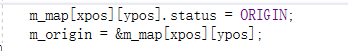 m_map[xpos][ypos].status = ORIGIN;
m_origin = &m_map[xpos][ypos];